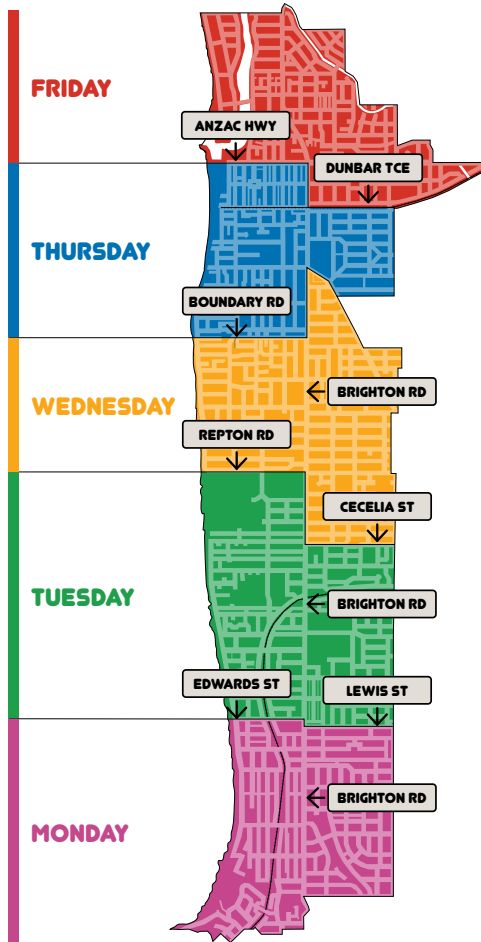 FRIDAY
ANZAC HWY
DUNBAR TCE
THURSDAY
BOUNDARY RD
BRIGHTON RD
WEDNESDAY
REPTON RD
CECELIA ST
TUESDAY
BRIGHTON RD
EDWARDS ST
LEWIS ST
BRIGHTON RD
MONDAY